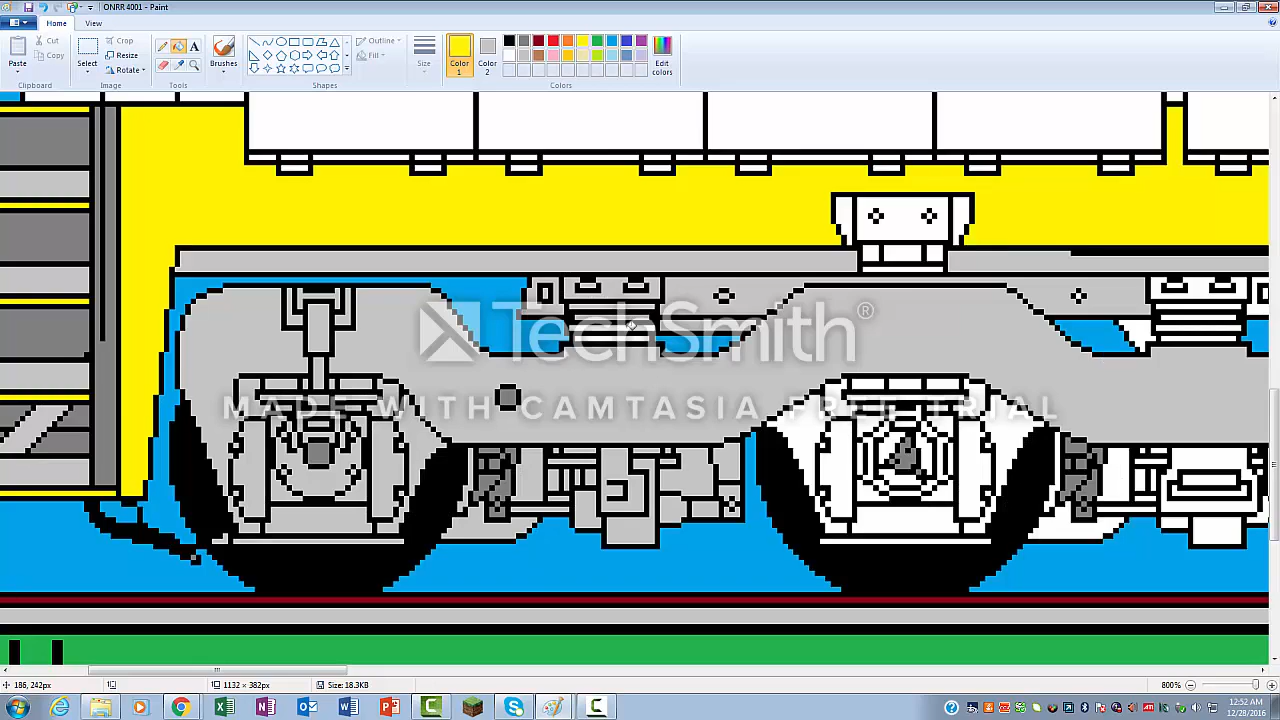 ONRR 4001 - Paint
Home View
Paste
Cut
Copy
Clipboard
Select
Crop
Resize
Rotate
Image
A
Tools
Brushes
Outline
Fill
Shapes
Size
Color 1
Color 2
Edit colors
Colors
TechSmith®
MADE WITH CAMTASIA FREE TRIAL
186, 242px
1132 × 382px
Size: 18.3KB
800%
12:52 AM
12/28/2016